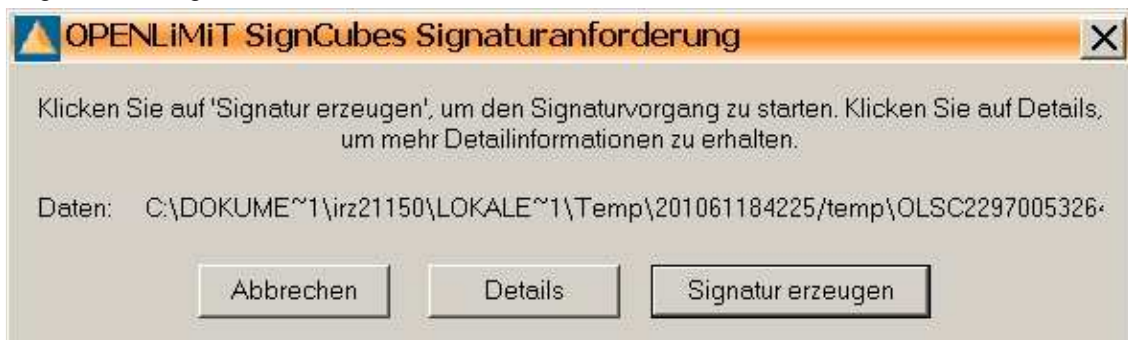 OPENLiMiT SignCubes Signaturanforderung
Klicken Sie auf 'Signatur erzeugen', um den Signaturvorgang zu starten. Klicken Sie auf Details,
um mehr Detailinformationen zu erhalten.
Daten: C:\DOKUME~1\irz21150\LOKALE~1\Temp\201061184225/temp\OLSC2297005326
Abbrechen Details Signatur erzeugen